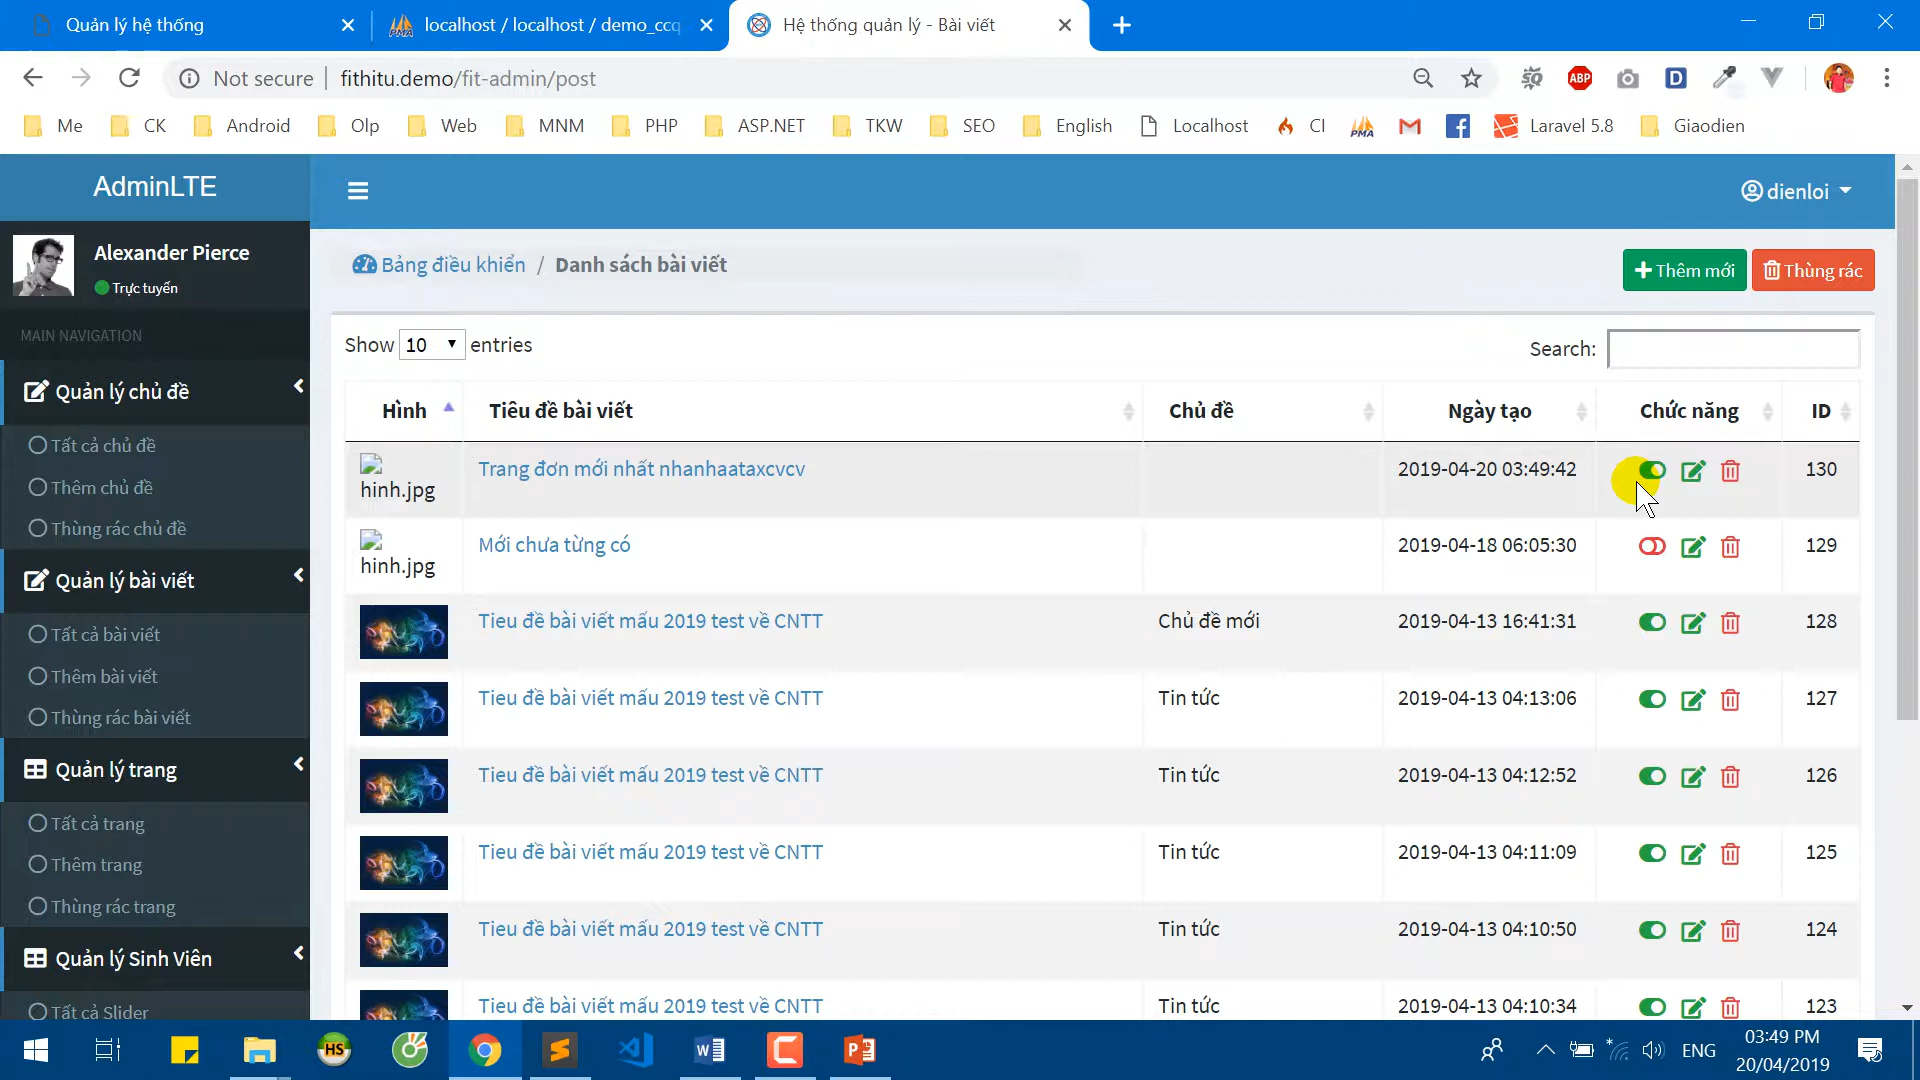 Quản lý hệ thống
localhost / localhost / demo_ccq
Hệ thống quản lý - Bài viết
Not secure
fithitu.demo/fit-admin/post
ABP
D
Me
CK
Android
Olp
Web
MNM
PHP
ASP.NET
TKW
SEO
English
Localhost
CI
PMA
Laravel 5.8
Giaodien
AdminLTE
dienloi
Alexander Pierce
Trực tuyến
MAIN NAVIGATION
Quản lý chủ đề
Tất cả chủ đề
Thêm chủ đề
Thùng rác chủ đề
Quản lý bài viết
Tất cả bài viết
Thêm bài viết
Thùng rác bài viết
Quản lý trang
Tất cả trang
Thêm trang
Thùng rác trang
Quản lý Sinh Viên
Tất cả Slider
Bảng điều khiển / Danh sách bài viết
Thêm mới
Thùng rác
Show 10 entries
Search:
Hình Tiêu đề bài viết Chủ đề Ngày tạo Chức năng ID
hinh.jpg Trang đơn mới nhất nhanhaataxcvcv 2019-04-20 03:49:42 130
hinh.jpg Mới chưa từng có 2019-04-18 06:05:30 129
Tieu đề bài viết mấu 2019 test về CNTT Chủ đề mới 2019-04-13 16:41:31 128
Tieu đề bài viết mấu 2019 test về CNTT Tin tức 2019-04-13 04:13:06 127
Tieu đề bài viết mấu 2019 test về CNTT Tin tức 2019-04-13 04:12:52 126
Tieu đề bài viết mấu 2019 test về CNTT Tin tức 2019-04-13 04:11:09 125
Tieu đề bài viết mấu 2019 test về CNTT Tin tức 2019-04-13 04:10:50 124
Tieu đề bài viết mấu 2019 test về CNTT Tin tức 2019-04-13 04:10:34 123
HS
ENG
03:49 PM
20/04/2019